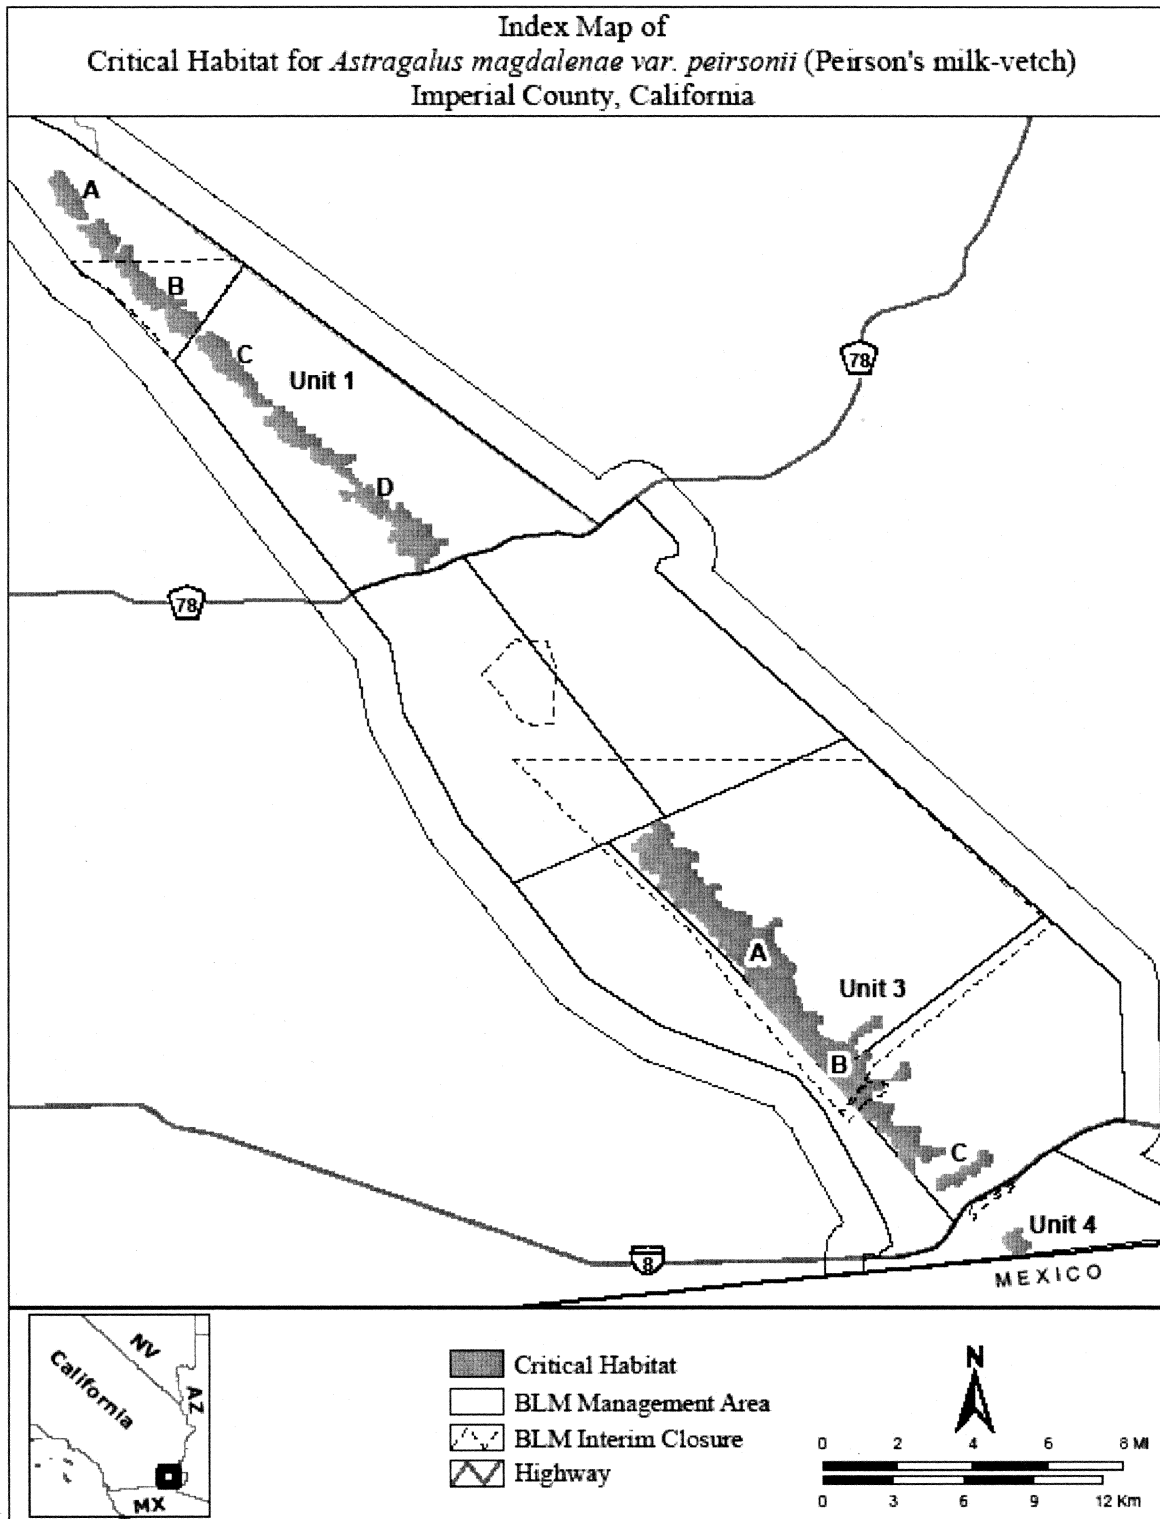 Index Map of
Critical Habitat for Astragalus magdalenae var. peirsonii (Peirson's milk-vetch)
Imperial County, California
A
B
C
Unit 1
78
D
78
A
Unit 3
B
C
Unit 4
8
MEXICO
NV
California
AZ
MX
Critical Habitat
BLM Management Area
BLM Interim Closure
Highway
N
0 2 4 6 8 MI
0 3 6 9 12 Km